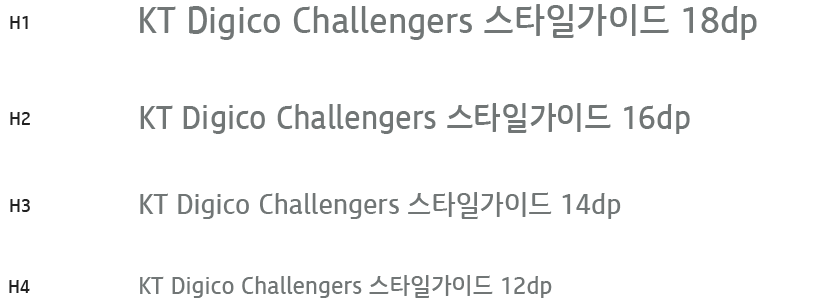 H1 KT Digico Challengers 스타일가이드 18dp
H2 KT Digico Challengers 스타일가이드 16dp
H3 KT Digico Challengers 스타일가이드 14dp
H4 KT Digico Challengers 스타일가이드 12dp